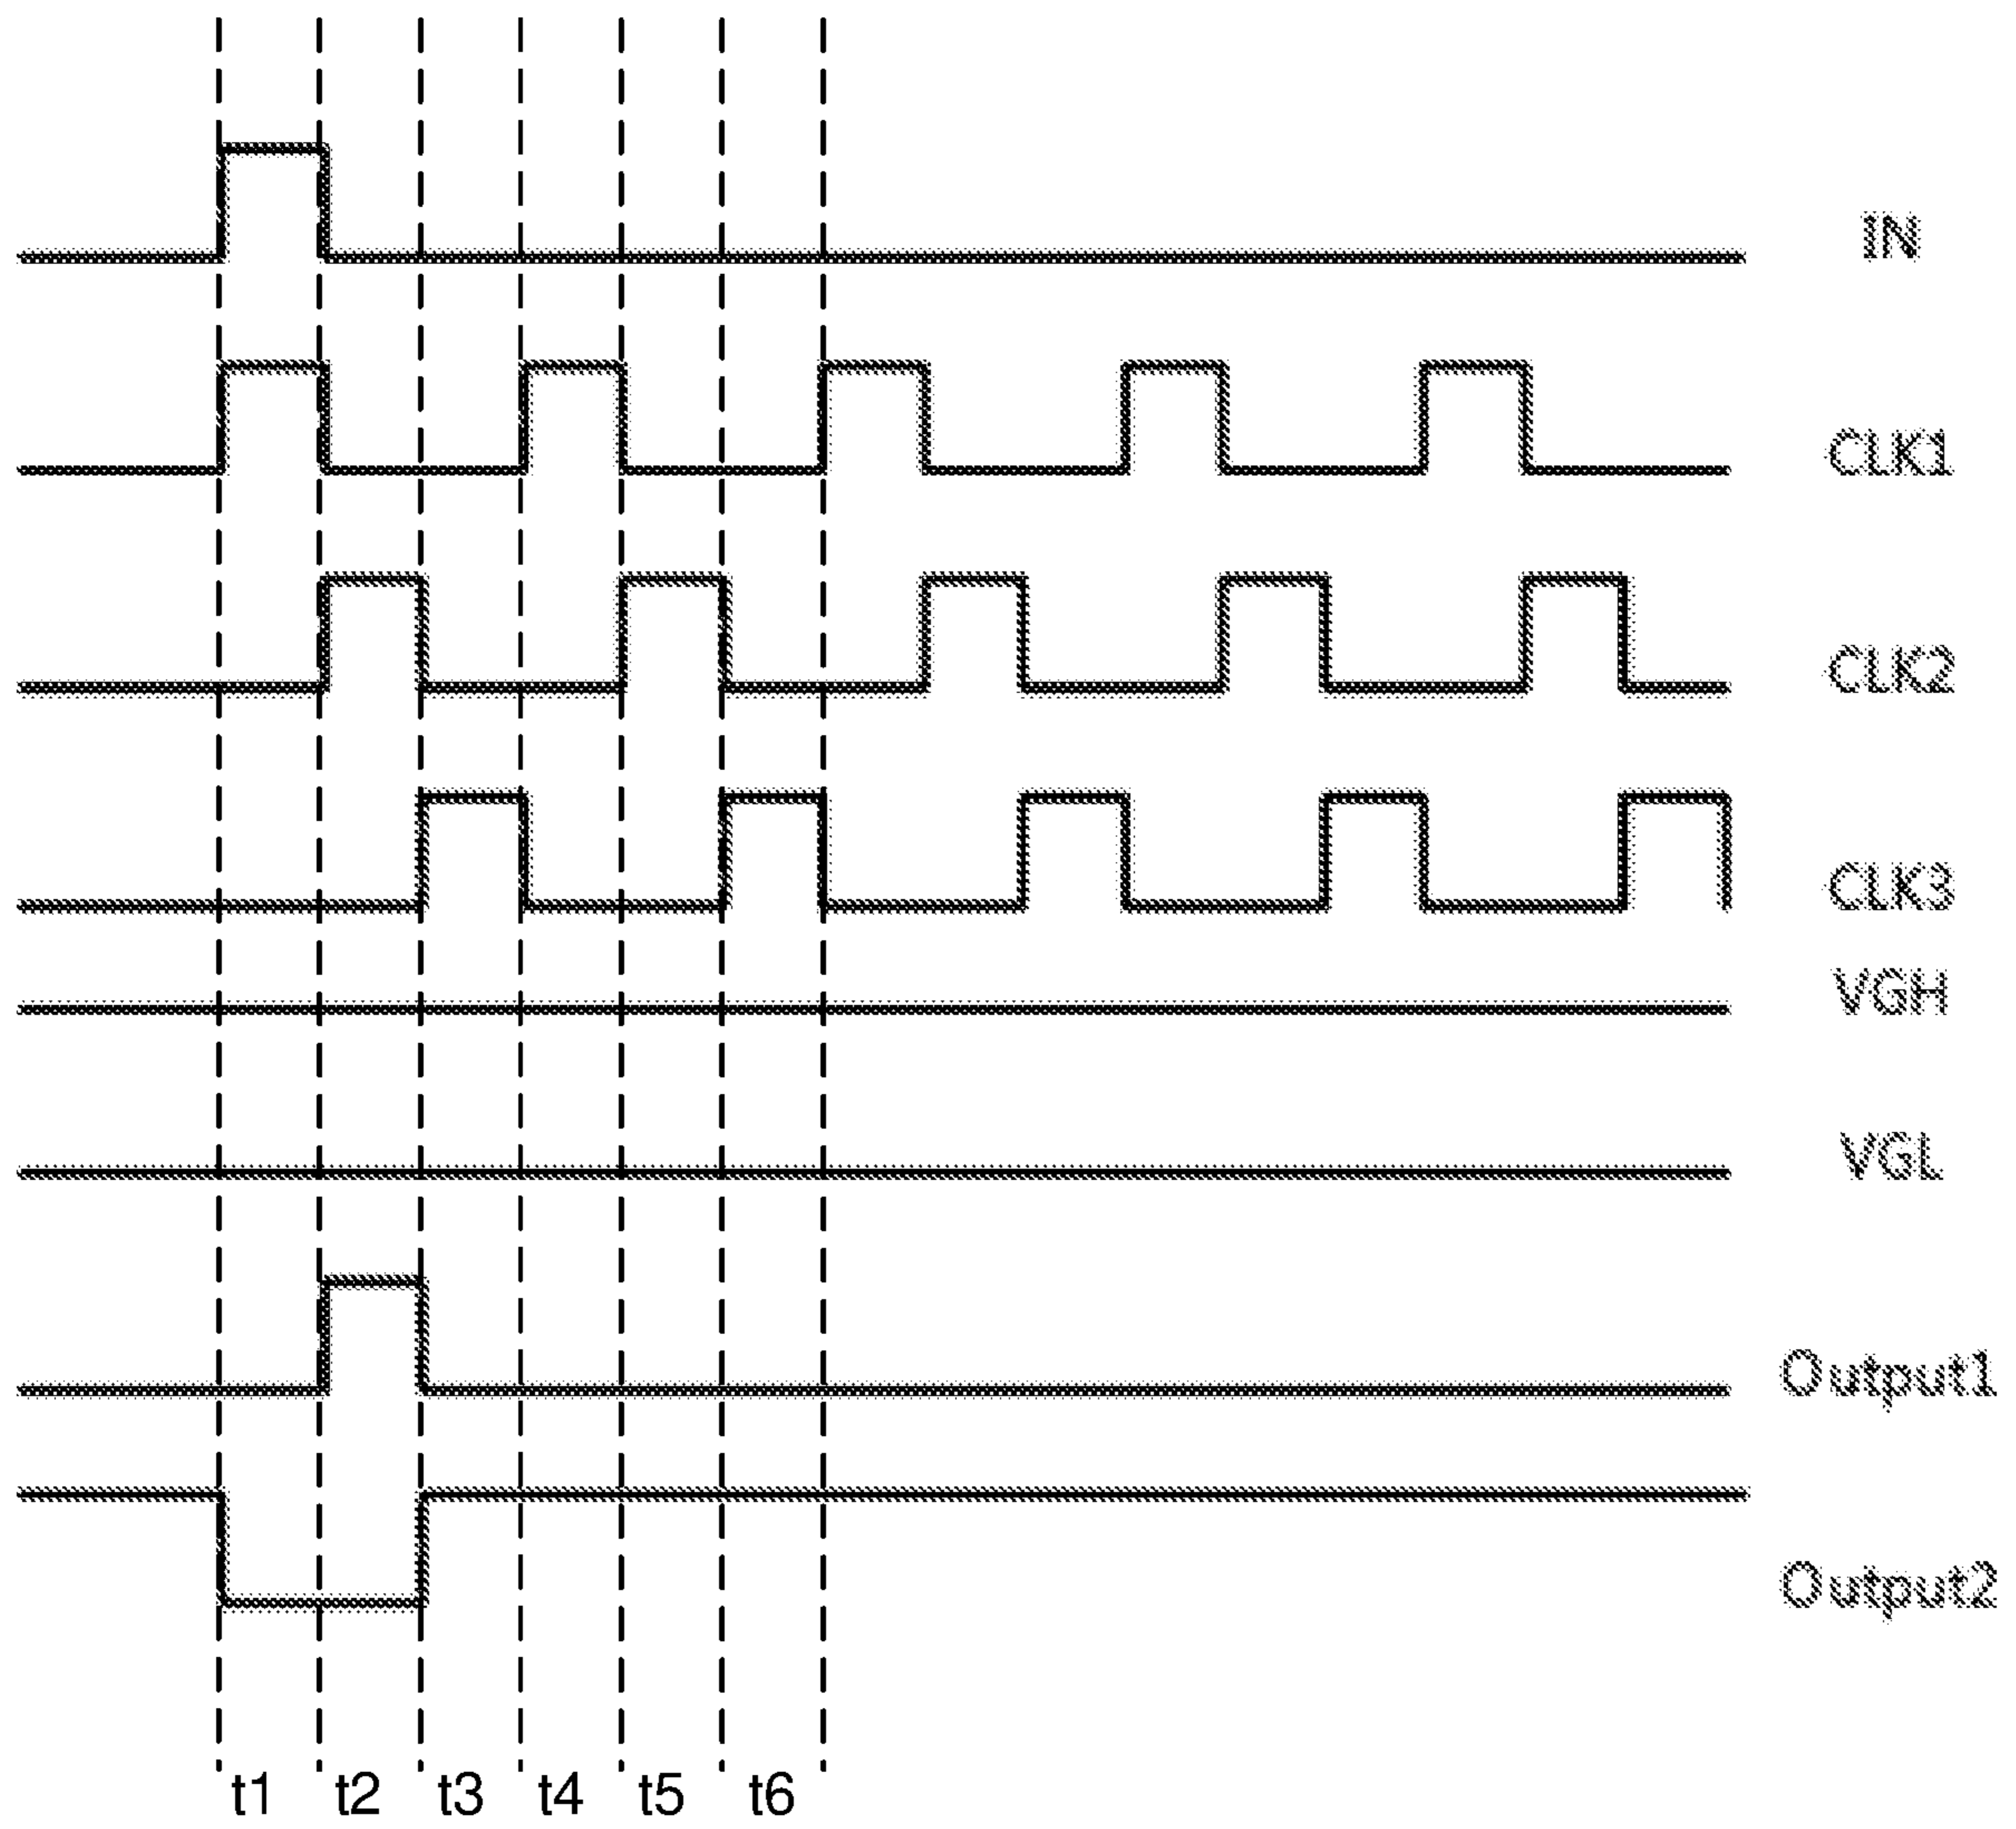 IN
CLK1
CLK2
CLK3
VGH
VGL
Output1
Output2
t1 t2 t3 t4 t5 t6